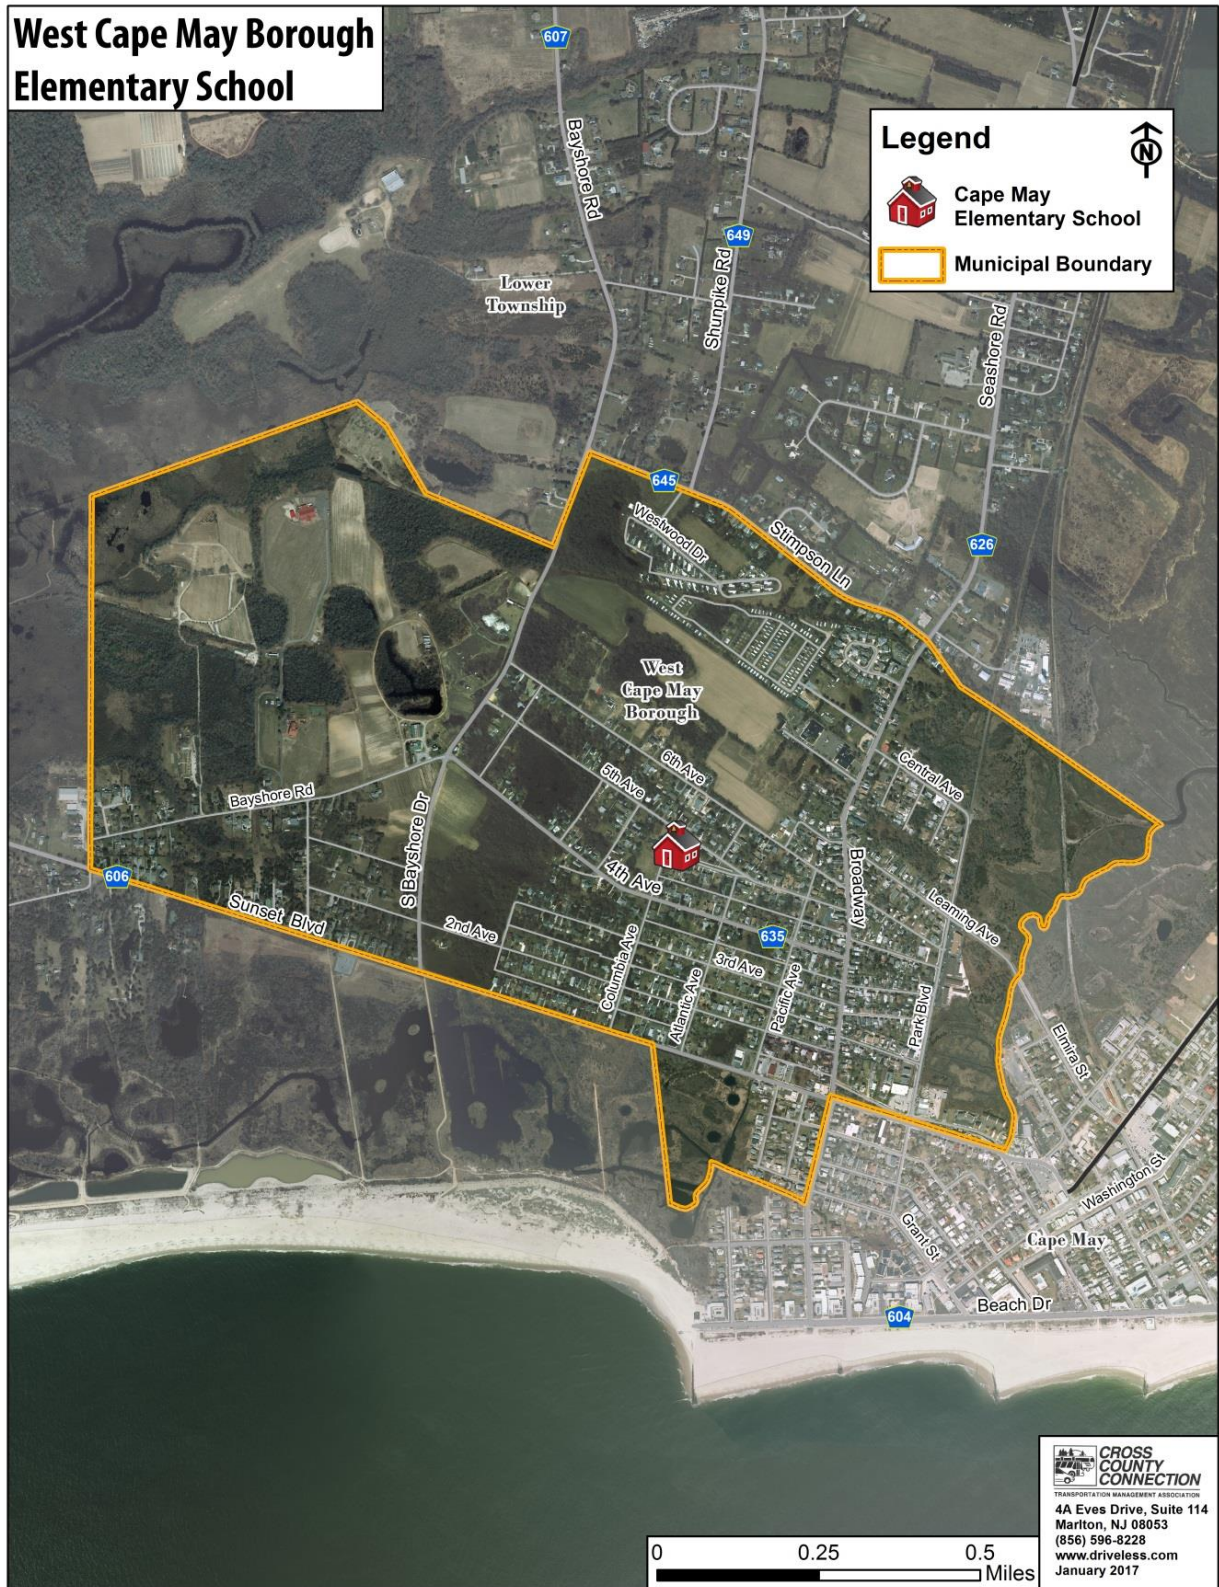 West Cape May Borough
Elementary School
607
Bayshore Rd
Legend
N
Cape May
Elementary School
Municipal Boundary
649
Shunpike Rd
Lower
Township
Seashore Rd
645
Westwood Dr
Stimpson Ln
626
West
Cape May
Borough
6th Ave
5th Ave
Central Ave
Bayshore Rd
S Bayshore Dr
4th Ave
Broadway
606
Sunset Blvd
2nd Ave
Learning Ave
635
3rd Ave
Columbia Ave
Atlantic Ave
Pacific Ave
Park Blvd
Elmira St
Washington St
Grant St
Cape May
Beach Dr
604
CROSS
COUNTY
CONNECTION
TRANSPORTATION MANAGEMENT ASSOCIATION
4A Eves Drive, Suite 114
Marlton, NJ 08053
(856) 596-8228
www.driveless.com
January 2017
0 0.25 0.5
Miles